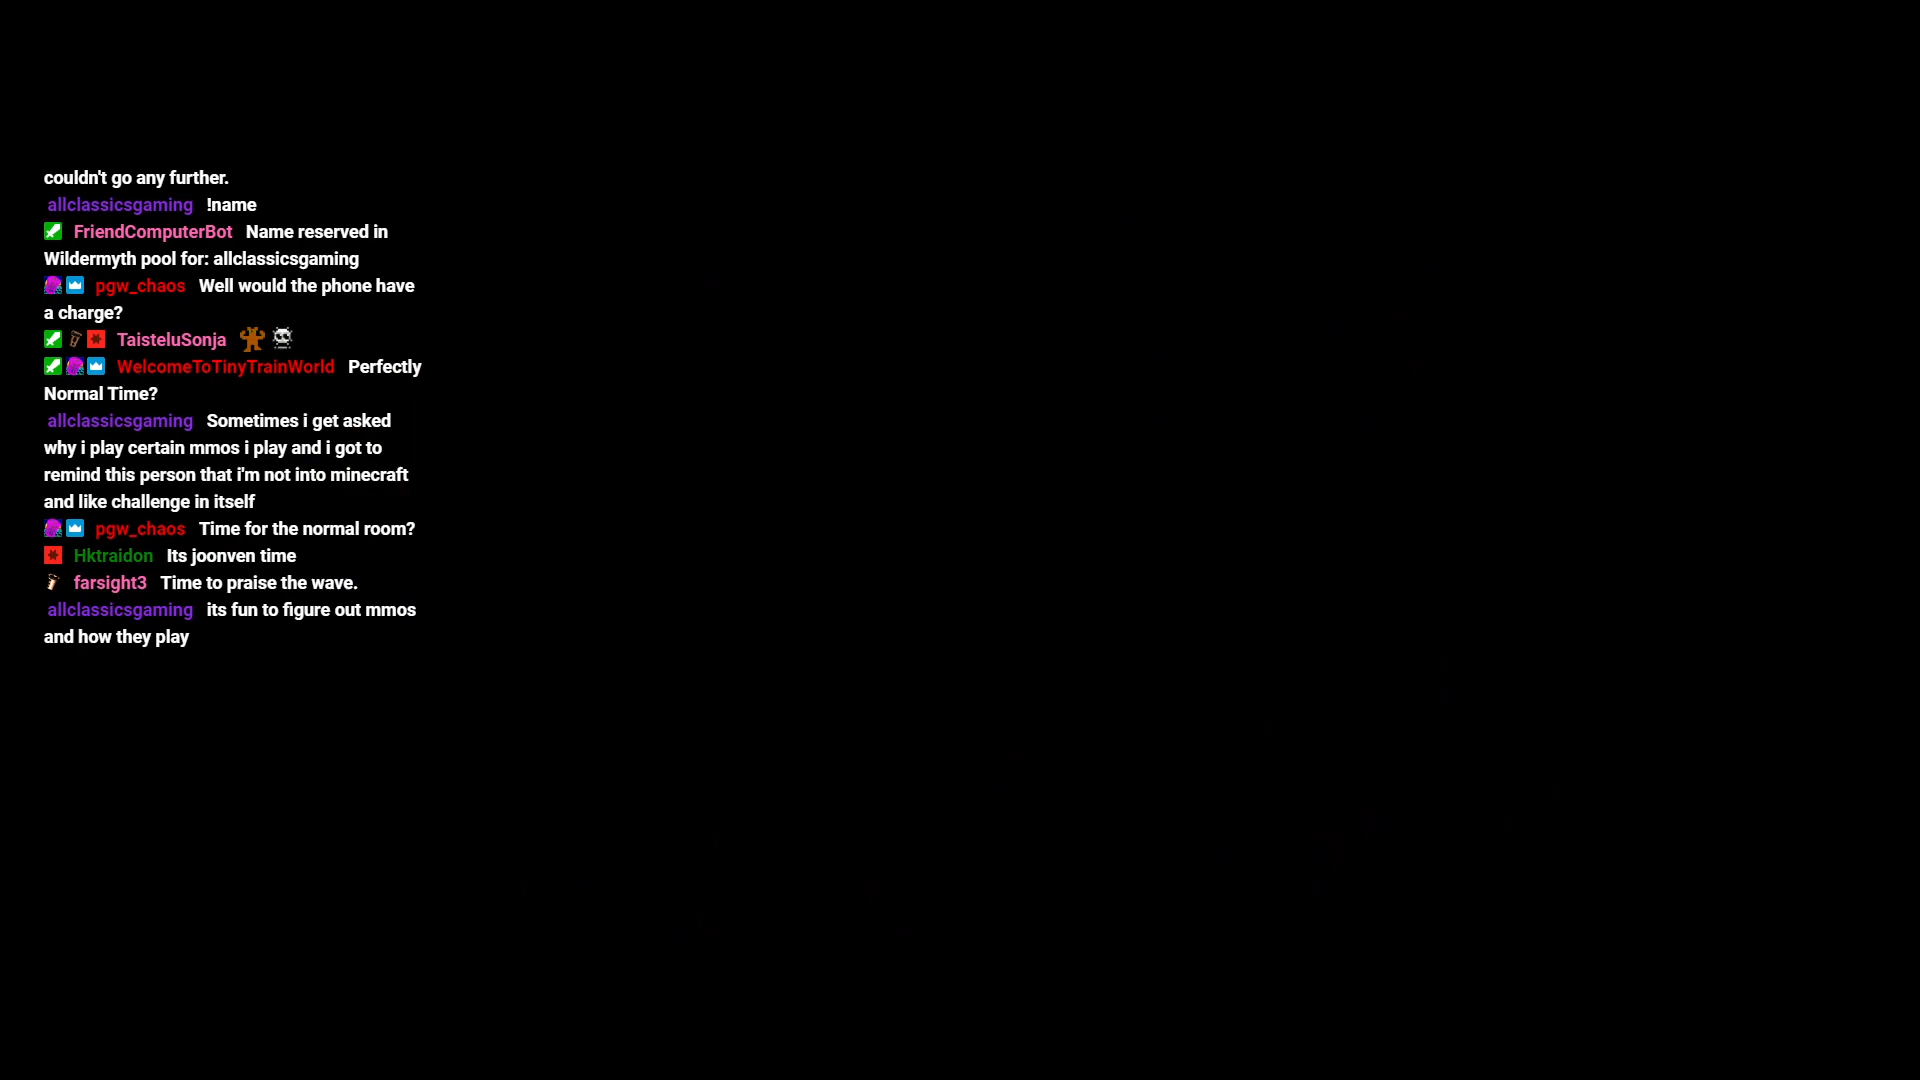 couldn't go any further.
allclassicsgaming !name
FriendComputerBot Name reserved in
Wildermyth pool for: allclassicsgaming
pgw_chaos Well would the phone have
a charge?
TaisteluSonja
WelcomeToTinyTrainWorld Perfectly
Normal Time?
allclassicsgaming Sometimes i get asked
why i play certain mmos i play and i got to
remind this person that i'm not into minecraft
and like challenge in itself
pgw_chaos Time for the normal room?
Hktraidon Its joonven time
farsight3 Time to praise the wave.
allclassicsgaming its fun to figure out mmos
and how they play